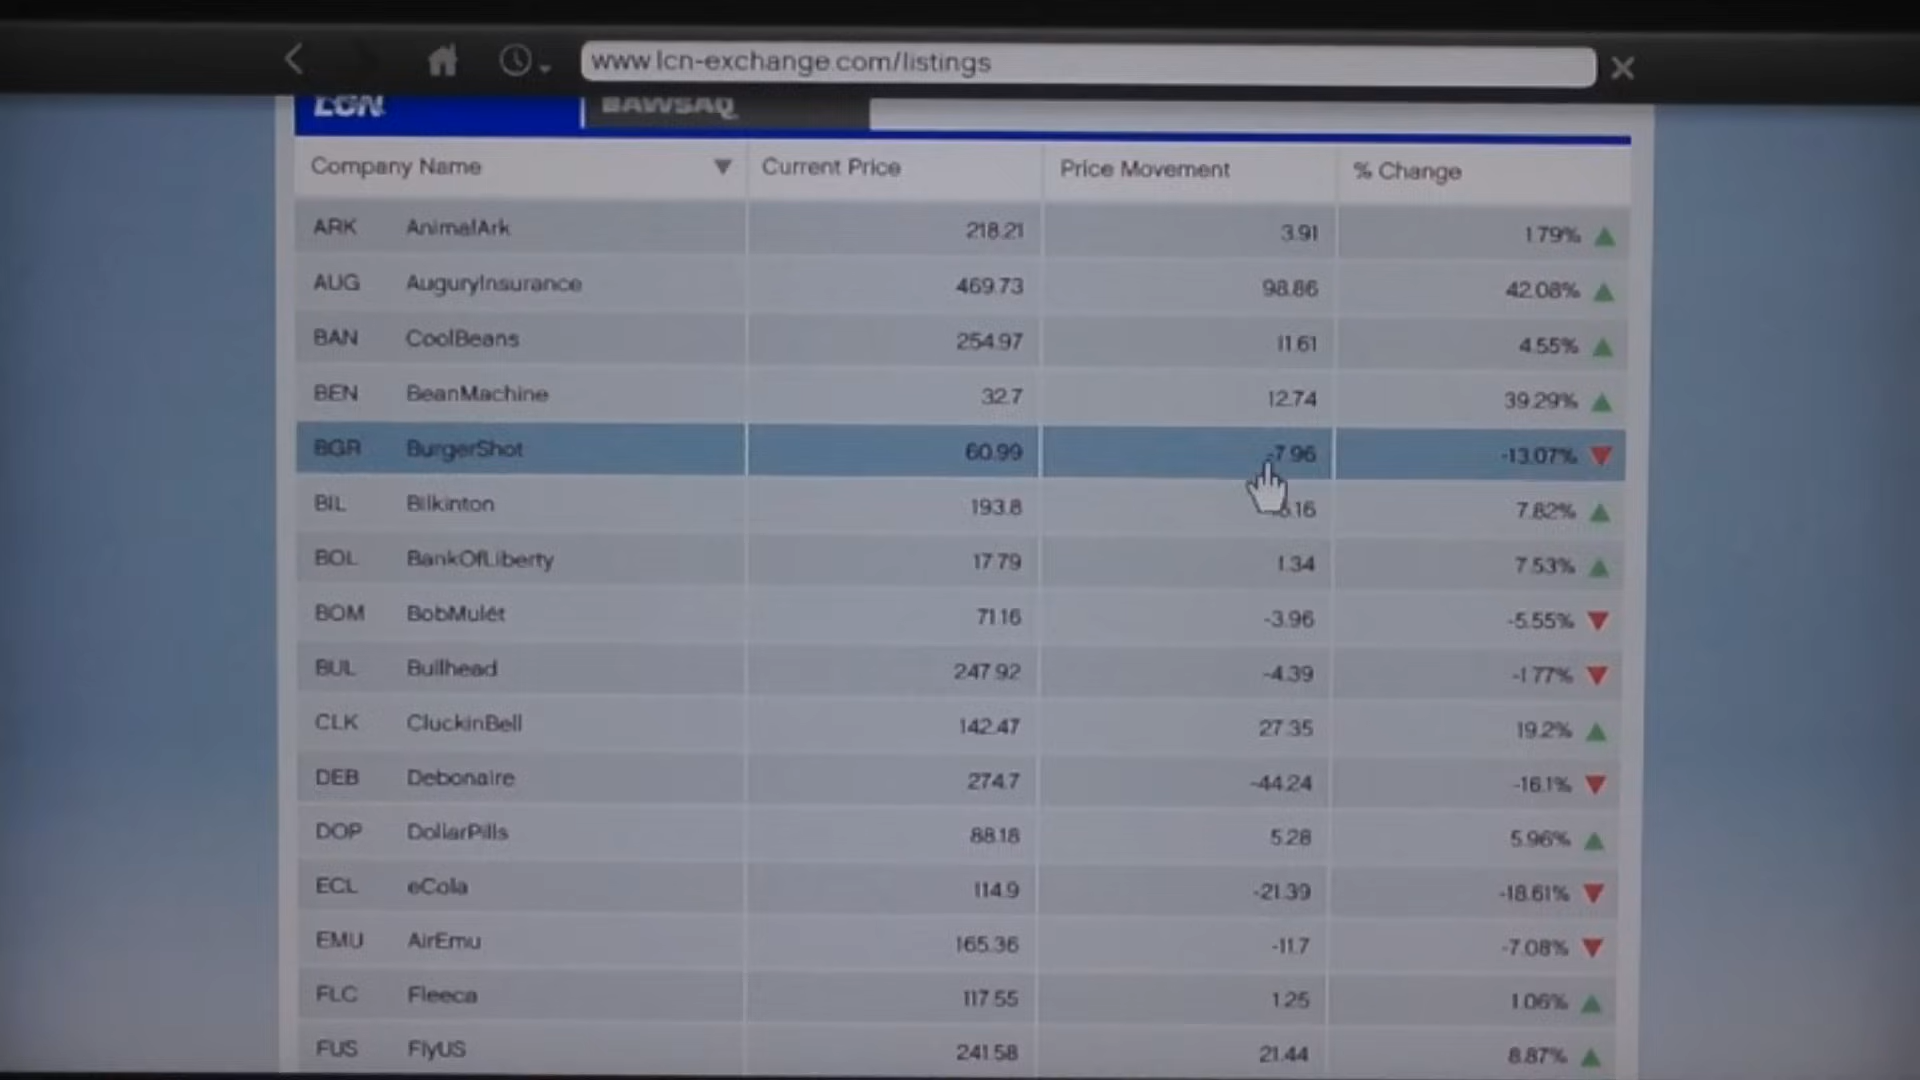 www.lcn-exchange.com/listings
LCN BAWSAQ
Company Name Current Price Price Movement % Change
ARK AnimalArk 218.21 3.91 1.79%
AUG AuguryInsurance 469.73 98.86 42.08%
BAN CoolBeans 254.97 11.61 4.55%
BEN BeanMachine 32.7 12.74 39.29%
BGR BurgerShot 60.99 -7.96 -13.07%
BIL Bilkinton 193.8 7.82%
BOL BankOfLiberty 17.79 1.34 7.53%
BOM BobMulét 71.16 -3.96 -5.55%
BUL Bullhead 247.92 -4.39 -1.77%
CLK CluckinBell 142.47 27.35 19.2%
DEB Debonaire 274.7 -44.24 -16.1%
DOP DollarPills 88.18 5.28 5.96%
ECL eCola 114.9 -21.39 -18.61%
EMU AirEmu 165.36 -11.7 -7.08%
FLC Fleeca 117.55 1.25 1.06%
FUS FlyUS 241.58 21.44 8.87%